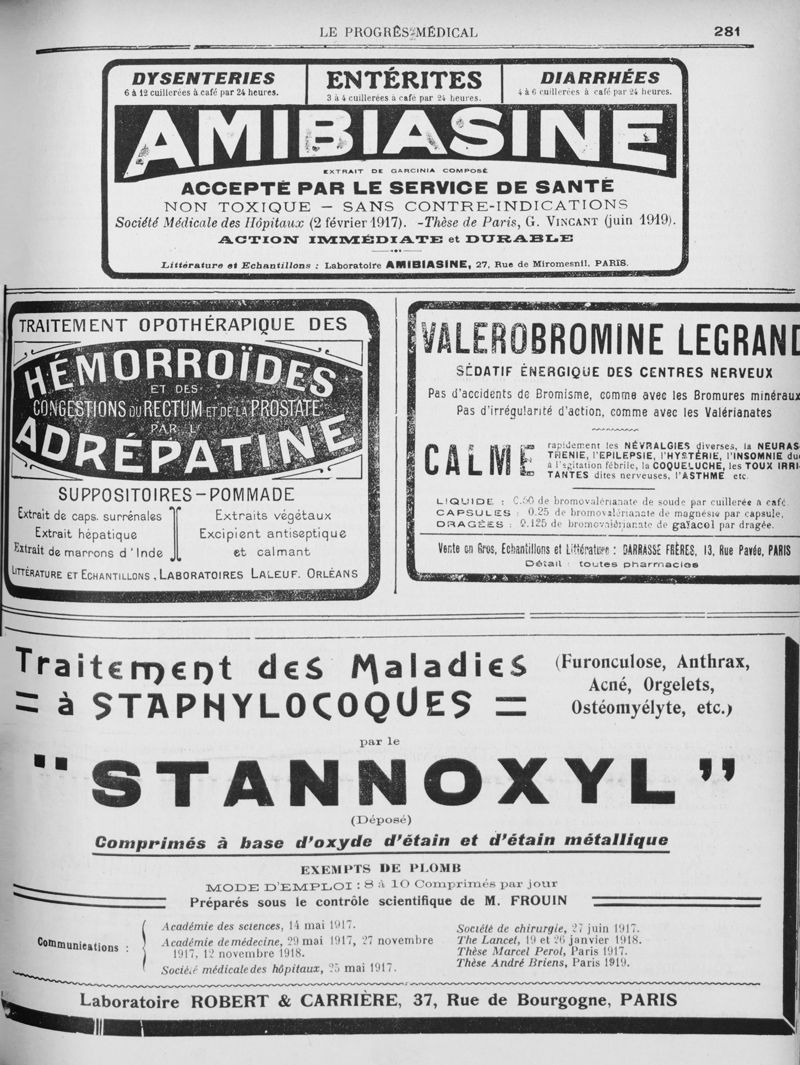 LE PROGRÈS MÉDICAL
281
DYSENTERIES
6 à 12 cuillerées à café par 24 heures.
ENTÉRITES
3 à 4 cuillerées à café par 24 heures.
DIARRHÉES
4 à 6 cuillerées à café par 24 heures.
AMIBIASINE
EXTRAIT DE GARCINIA COMPOSÉ
ACCEPTÉ PAR LE SERVICE DE SANTÉ
NON TOXIQUE — SANS CONTRE-INDICATIONS
Société Médicale des Hôpitaux (2 février 1917). - Thèse de Paris, G. VINCANT (juin 1919).
ACTION IMMÉDIATE et DURABLE
Littérature et Echantillons : Laboratoire AMIBIASINE, 27, Rue de Miromesnil, PARIS.
TRAITEMENT OPOTHÉRAPIQUE DES
HÉMORROÏDES
ET DES
CONGESTIONS DU RECTUM ET DE LA PROSTATE
PAR L'
ADRÉPATINE
SUPPOSITOIRES-POMMADE
Extrait de caps. surrénales
Extrait hépatique
Extrait de marrons d'Inde
Extraits végétaux
Excipient antiseptique
et calmant
LITTÉRATURE ET ECHANTILLONS, LABORATOIRES LALEUF. ORLÉANS
VALEROBROMINE LEGRAND
SÉDATIF ÉNERGIQUE DES CENTRES NERVEUX
Pas d'accidents de Bromisme, comme avec les Bromures minéraux
Pas d'irrégularité d'action, comme avec les Valérianates
CALME
rapidement les NÉVRALGIES diverses, la NEURAS-
THENIE, l'EPILEPSIE, l'HYSTÉRIE, l'INSOMNIE due
à l'agitation fébrile, la COQUELUCHE, les TOUX IRRI-
TANTES dites nerveuses, l'ASTHME etc.
LIQUIDE : 0.50 de bromovalérianate de soude par cuillerée à café
CAPSULES : 0.25 de bromovalérianate de magnésie par capsule,
DRAGÉES : 0.125 de bromovalérianate de gaïacol par dragée.
Vente en Gros, Echantillons et Littérature : DARRASSE FRÈRES, 13, Rue Pavée, PARIS
Détail : toutes pharmacies
Traitement des Maladies
= à STAPHYLOCOQUES =
(Furonculose, Anthrax,
Acné, Orgelets,
Ostéomyélyte, etc.)
par le
"STANNOXYL"
(Déposé)
Comprimés à base d'oxyde d'étain et d'étain métallique
EXEMPTS DE PLOMB
MODE D'EMPLOI : 8 à 10 Comprimés par jour
Préparés sous le contrôle scientifique de M. FROUIN
Communications :
Académie des sciences, 14 mai 1917.
Académie de médecine, 29 mai 1917, 27 novembre
1917, 12 novembre 1918.
Société médicale des hôpitaux, 25 mai 1917.
Société de chirurgie, 27 juin 1917.
The Lancet, 19 et 26 janvier 1918.
Thèse Marcel Perol, Paris 1917.
Thèse André Briens, Paris 1919.
Laboratoire ROBERT & CARRIÈRE, 37, Rue de Bourgogne, PARIS